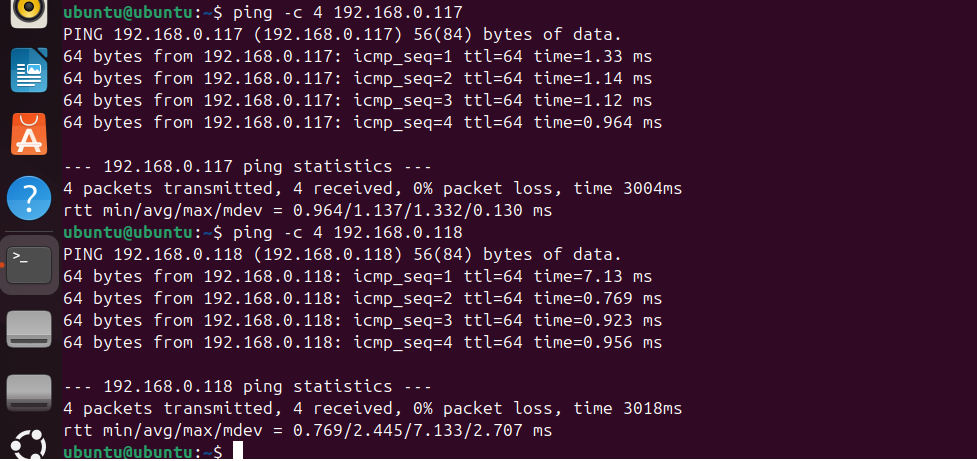 ubuntu@ubuntu:~$ ping -c 4 192.168.0.117
PING 192.168.0.117 (192.168.0.117) 56(84) bytes of data.
64 bytes from 192.168.0.117: icmp_seq=1 ttl=64 time=1.33 ms
64 bytes from 192.168.0.117: icmp_seq=2 ttl=64 time=1.14 ms
64 bytes from 192.168.0.117: icmp_seq=3 ttl=64 time=1.12 ms
64 bytes from 192.168.0.117: icmp_seq=4 ttl=64 time=0.964 ms
--- 192.168.0.117 ping statistics ---
4 packets transmitted, 4 received, 0% packet loss, time 3004ms
rtt min/avg/max/mdev = 0.964/1.137/1.332/0.130 ms
ubuntu@ubuntu:~$ ping -c 4 192.168.0.118
PING 192.168.0.118 (192.168.0.118) 56(84) bytes of data.
64 bytes from 192.168.0.118: icmp_seq=1 ttl=64 time=7.13 ms
64 bytes from 192.168.0.118: icmp_seq=2 ttl=64 time=0.769 ms
64 bytes from 192.168.0.118: icmp_seq=3 ttl=64 time=0.923 ms
64 bytes from 192.168.0.118: icmp_seq=4 ttl=64 time=0.956 ms
--- 192.168.0.118 ping statistics ---
4 packets transmitted, 4 received, 0% packet loss, time 3018ms
rtt min/avg/max/mdev = 0.769/2.445/7.133/2.707 ms
ubuntu@ubuntu:~$